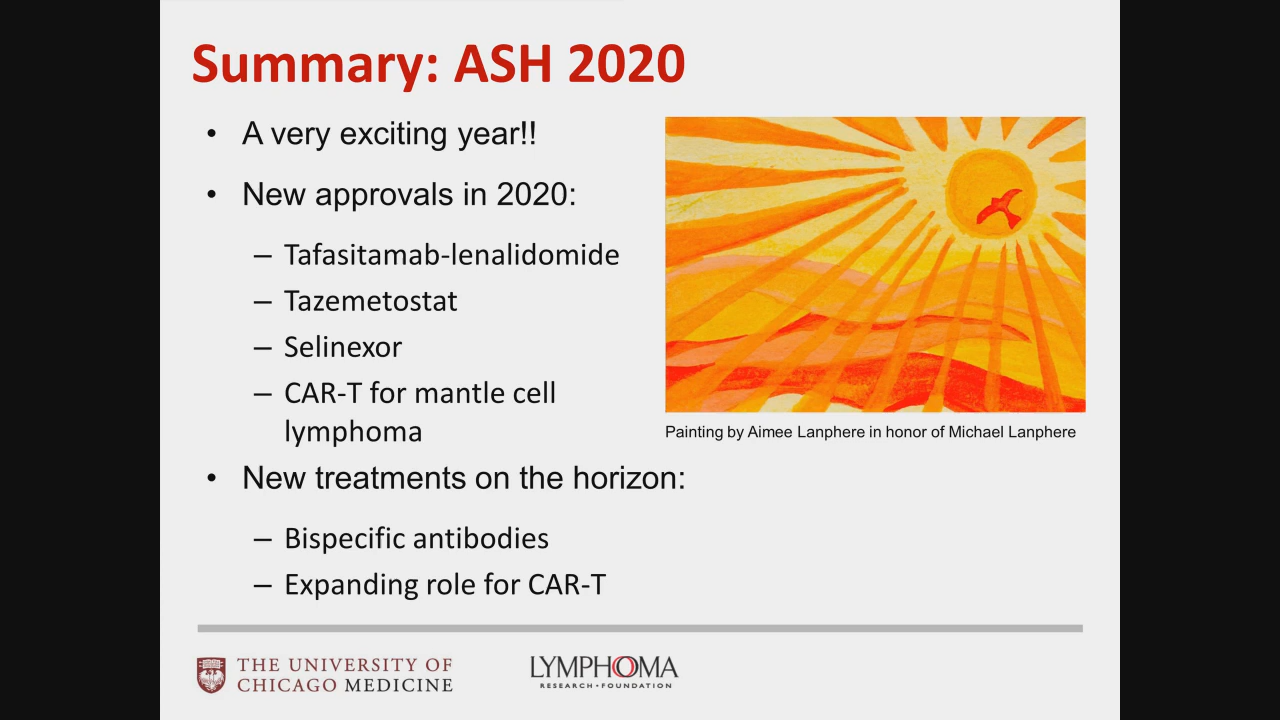 Summary: ASH 2020
• A very exciting year!!
• New approvals in 2020:
– Tafasitamab-lenalidomide
– Tazemetostat
– Selinexor
– CAR-T for mantle cell
lymphoma
Painting by Aimee Lanphere in honor of Michael Lanphere
• New treatments on the horizon:
– Bispecific antibodies
– Expanding role for CAR-T
THE UNIVERSITY OF
CHICAGO MEDICINE
LYMPHOMA
RESEARCH • FOUNDATION